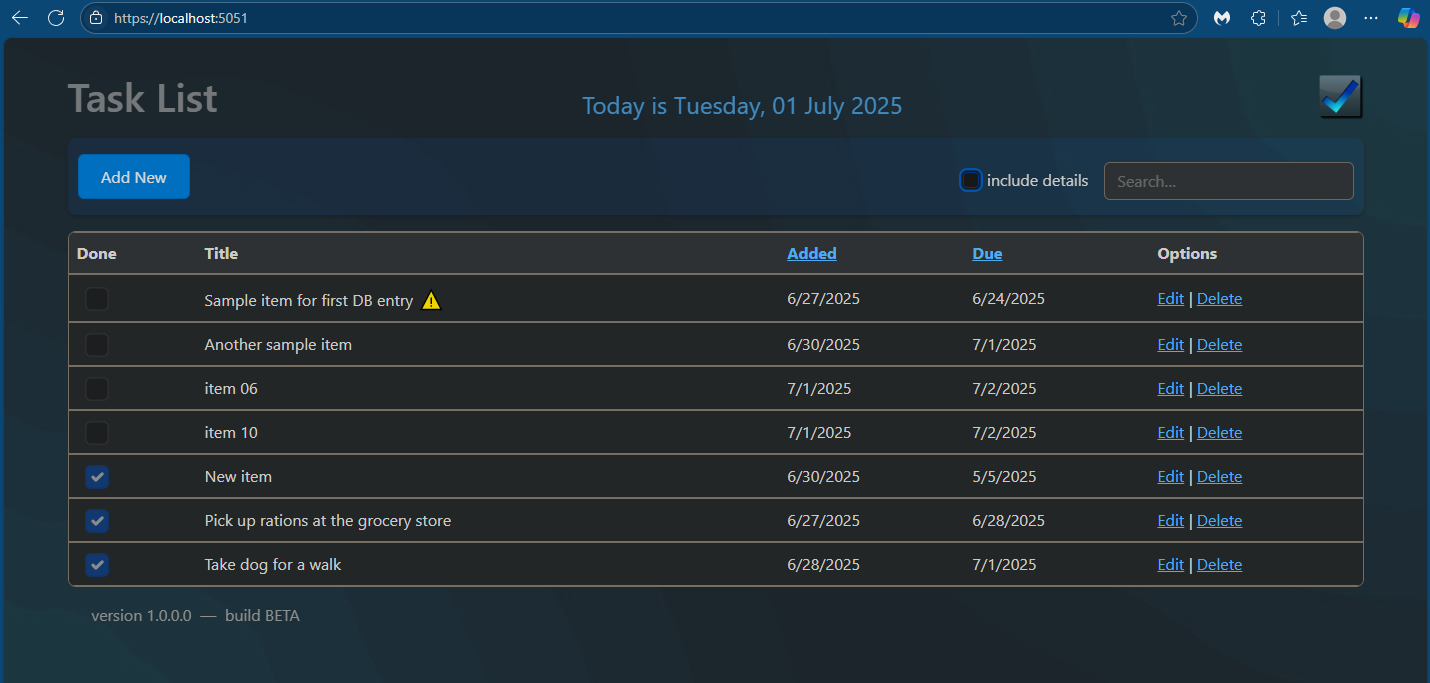 https://localhost:5051
Task List
Today is Tuesday, 01 July 2025
Add New
include details
Search...
Done Title Added Due Options
Sample item for first DB entry 6/27/2025 6/24/2025 Edit | Delete
Another sample item 6/30/2025 7/1/2025 Edit | Delete
item 06 7/1/2025 7/2/2025 Edit | Delete
item 10 7/1/2025 7/2/2025 Edit | Delete
New item 6/30/2025 5/5/2025 Edit | Delete
Pick up rations at the grocery store 6/27/2025 6/28/2025 Edit | Delete
Take dog for a walk 6/28/2025 7/1/2025 Edit | Delete
version 1.0.0.0 — build BETA